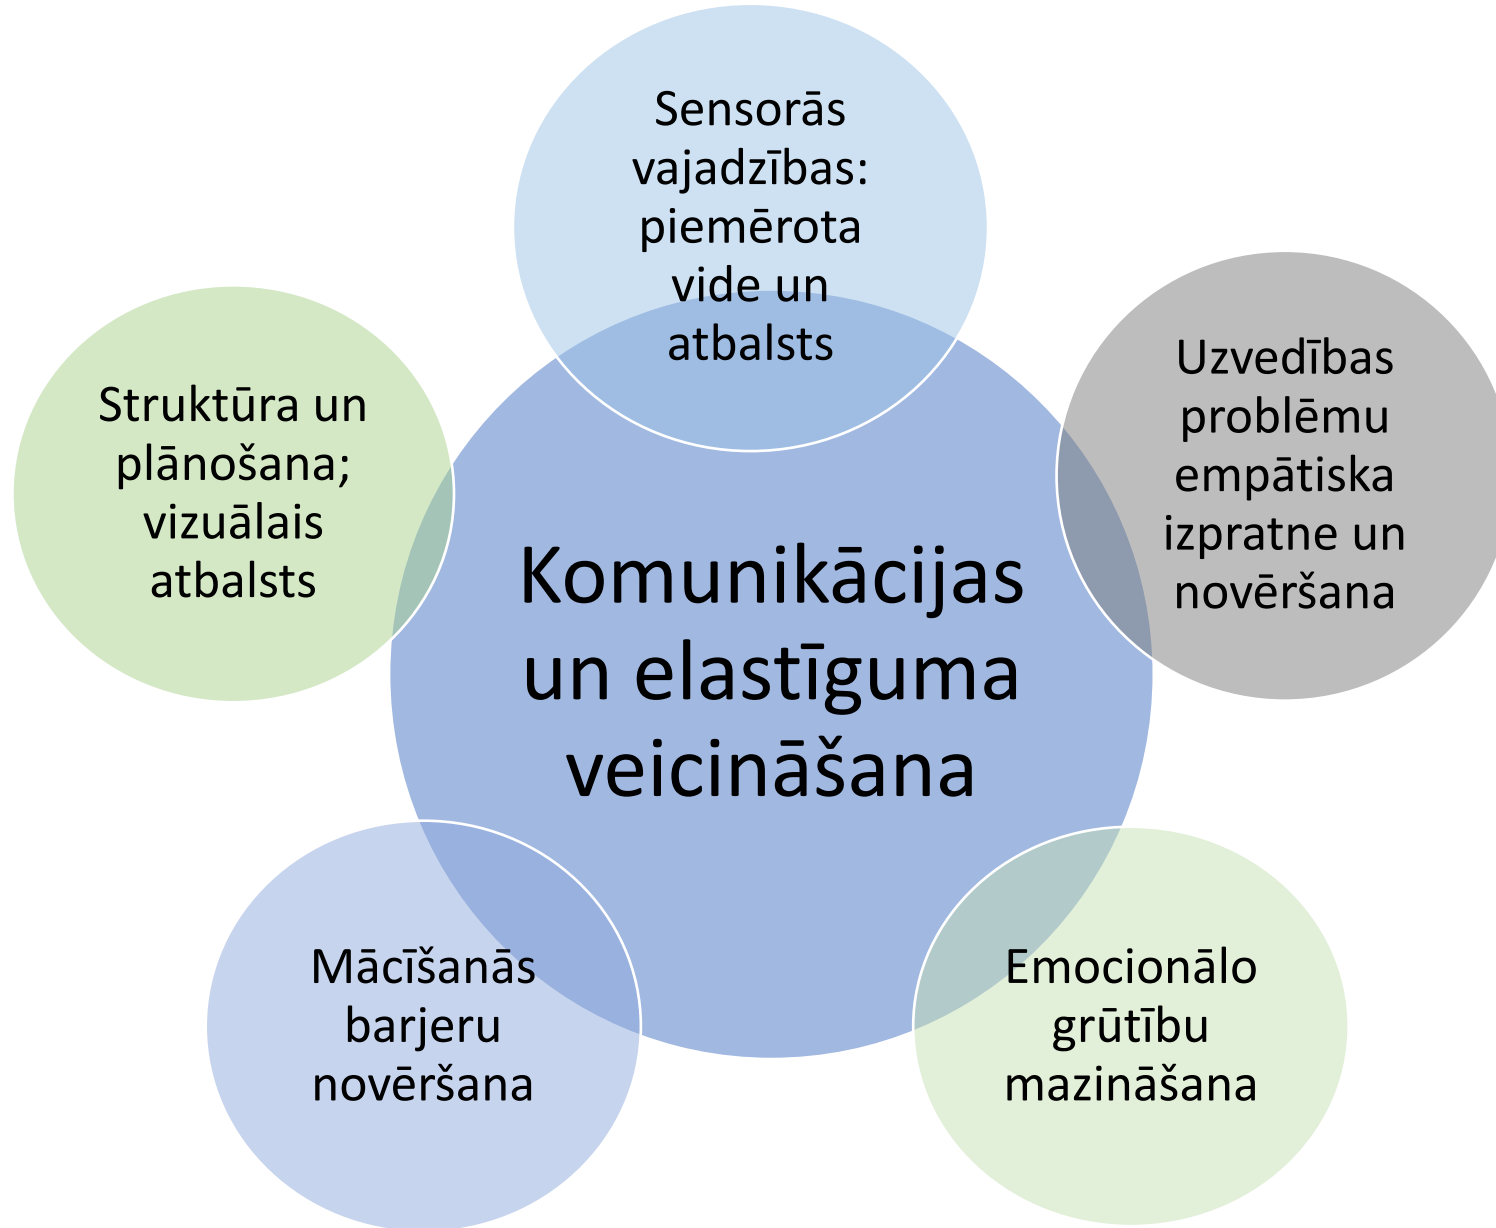 Sensorās
vajadzības:
piemērota
vide un
atbalsts
Uzvedības
problēmu
empātiska
izpratne un
novēršana
Struktūra un
plānošana;
vizuālais
atbalsts
Komunikācijas
un elastīguma
veicināšana
Mācīšanās
barjeru
novēršana
Emocionālo
grūtību
mazināšana